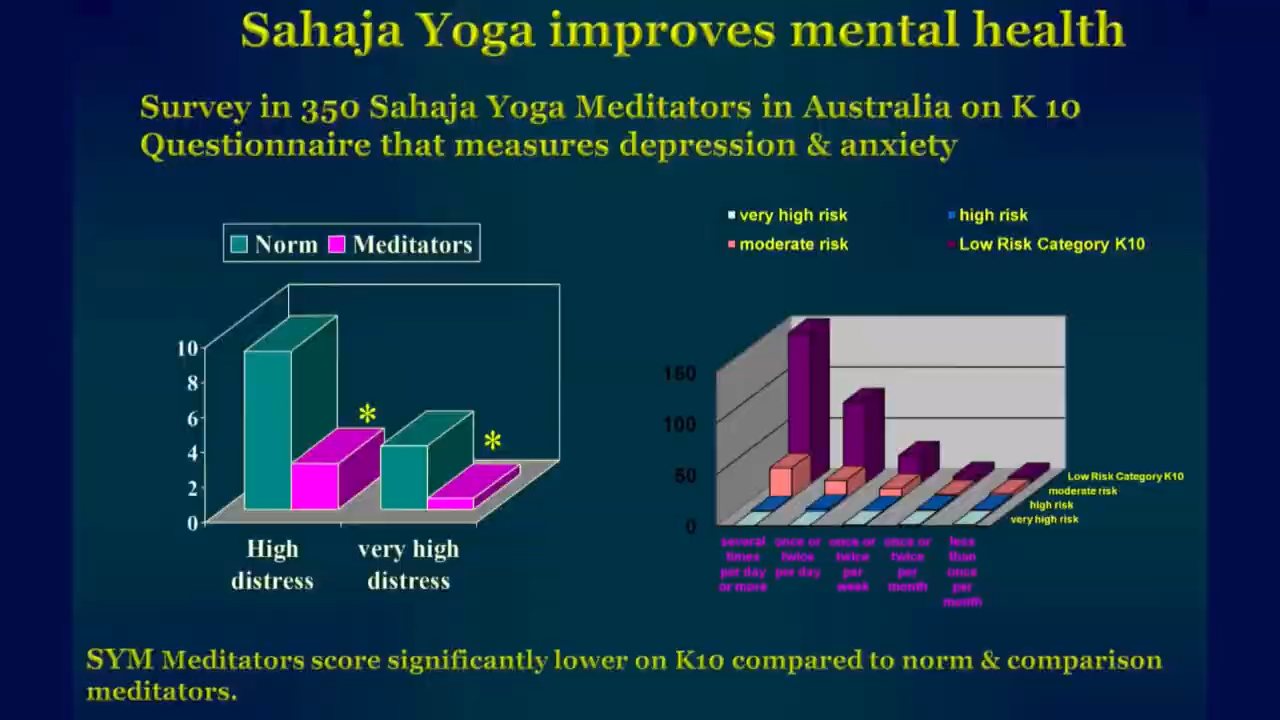 Sahaja Yoga improves mental health
Survey in 350 Sahaja Yoga Meditators in Australia on K 10
Questionnaire that measures depression & anxiety
Norm Meditators
10
8
6
4
2
0
*
*
High
distress
very high
distress
very high risk
high risk
moderate risk
Low Risk Category K10
150
100
50
0
Low Risk Category K10
moderate risk
high risk
very high risk
several
times
per day
or more
once or
twice
per day
once or
twice
per
week
once or
twice
per
month
less
than
once
per
month
SYM Meditators score significantly lower on K10 compared to norm & comparison
meditators.